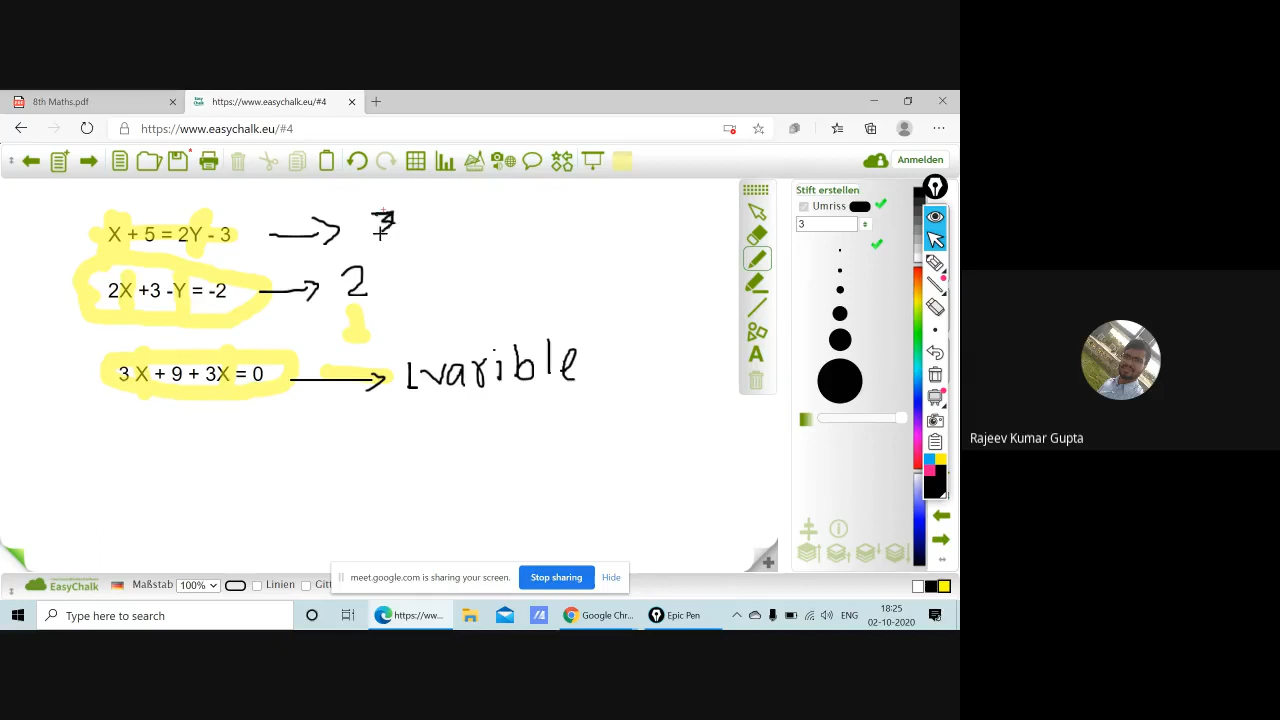 8th Maths.pdf
https://www.easychalk.eu/#4
https://www.easychalk.eu/#4
Anmelden
Stift erstellen
Umriss
3
X + 5 = 2Y - 3
2X +3 -Y = -2
2
3 X + 9 + 3X = 0
1varible
Rajeev Kumar Gupta
meet.google.com is sharing your screen.
Stop sharing
Hide
EasyChalk
Maßstab
100%
Linien
Gitt
Type here to search
https://ww...
Google Chr...
Epic Pen
ENG
18:25
02-10-2020